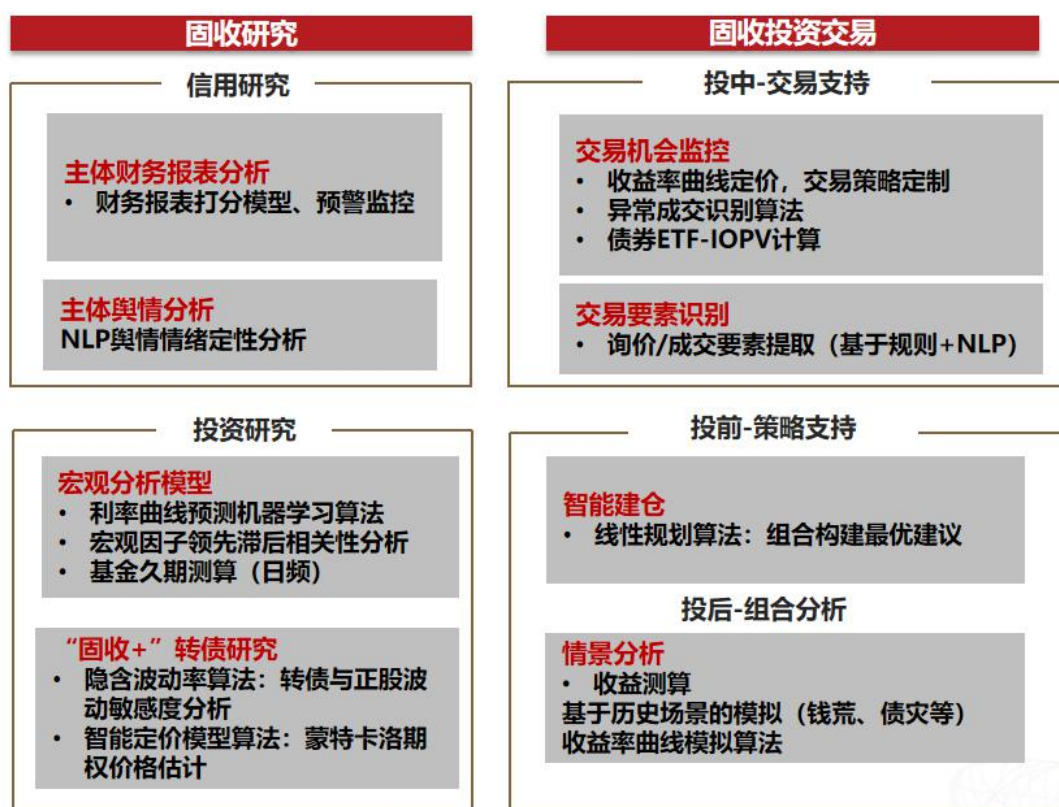 固收研究
信用研究
主体财务报表分析
• 财务报表打分模型、预警监控
主体舆情分析
NLP舆情情绪定性分析
投资研究
宏观分析模型
• 利率曲线预测机器学习算法
• 宏观因子领先滞后相关性分析
• 基金久期测算（日频）
“固收+”转债研究
• 隐含波动率算法：转债与正股波
动敏感度分析
• 智能定价模型算法：蒙特卡洛期
权价格估计
固收投资交易
投中-交易支持
交易机会监控
• 收益率曲线定价，交易策略定制
• 异常成交识别算法
• 债券ETF-IOPV计算
交易要素识别
• 询价/成交要素提取（基于规则+NLP）
投前-策略支持
智能建仓
• 线性规划算法：组合构建最优建议
投后-组合分析
情景分析
• 收益测算
基于历史场景的模拟（钱荒、债灾等）
收益率曲线模拟算法